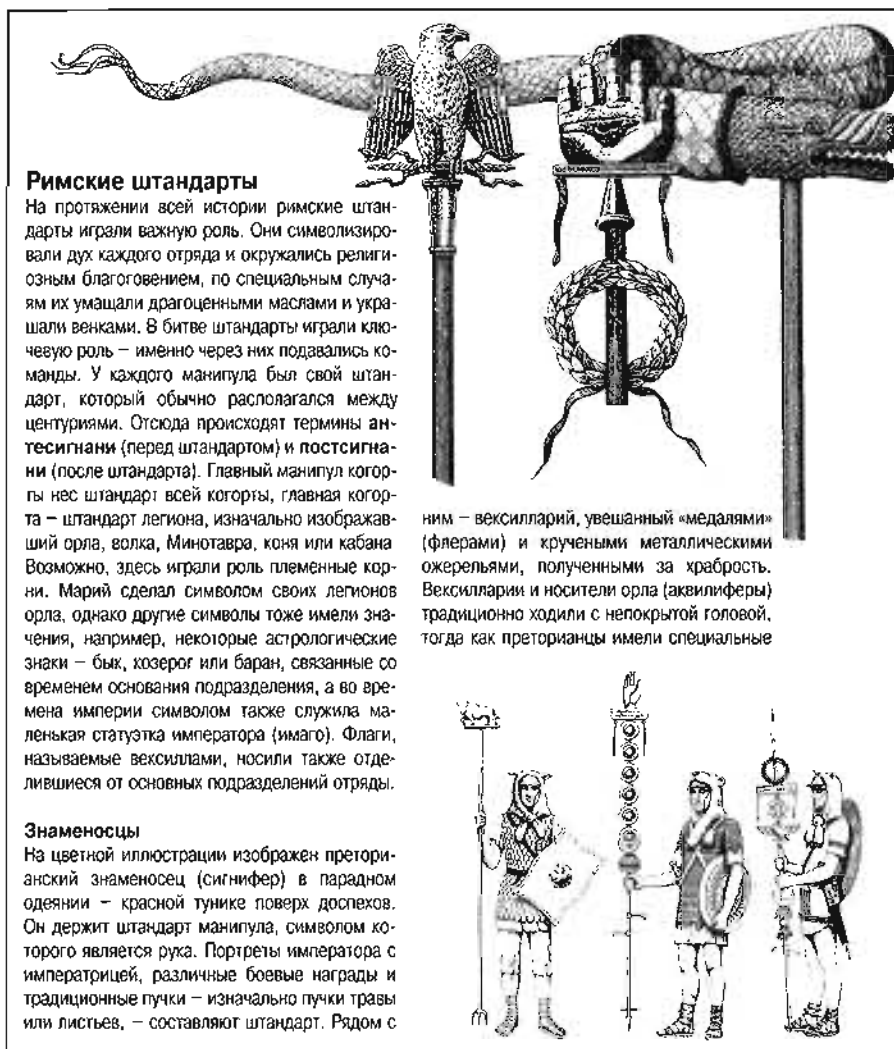 Римские штандарты
На протяжении всей истории римские штан-
дарты играли важную роль. Они символизиро-
вали дух каждого отряда и окружались религи-
озным благоговением, по специальным случа-
ям их умащали драгоценными маслами и укра-
шали венками. В битве штандарты играли клю-
чевую роль – именно через них подавались ко-
манды. У каждого манипула был свой штан-
дарт, который обычно располагался между
центуриями. Отсюда происходят термины ан-
тесигнани (перед штандартом) и постсигна-
ни (после штандарта). Главный манипул когор-
ты нес штандарт всей когорты, главная когор-
та – штандарт легиона, изначально изображав-
ший орла, волка, Минотавра, коня или кабана
Возможно, здесь играли роль племенные кор-
ни. Марий сделал символом своих легионов
орла, однако другие символы тоже имели зна-
чения, например, некоторые астрологические
знаки – бык, козерог или баран, связанные со
временем основания подразделения, а во вре-
мена империи символом также служила ма-
ленькая статуэтка императора (имаго). Флаги,
называемые вексиллами, носили также отде-
лившиеся от основных подразделений отряды.
Знаменосцы
На цветной иллюстрации изображен претори-
анский знаменосец (сигнифер) в парадном
одеянии – красной тунике поверх доспехов.
Он держит штандарт манипула, символом ко-
торого является рука. Портреты императора с
императрицей, различные боевые награды и
традиционные пучки – изначально пучки травы
или листьев, – составляют штандарт. Рядом с
ним – вексилларий, увешанный «медалями»
(флерами) и кручеными металлическими
ожерельями, полученными за храбрость.
Вексилларии и носители орла (аквилиферы)
традиционно ходили с непокрытой головой,
тогда как преторианцы имели специальные